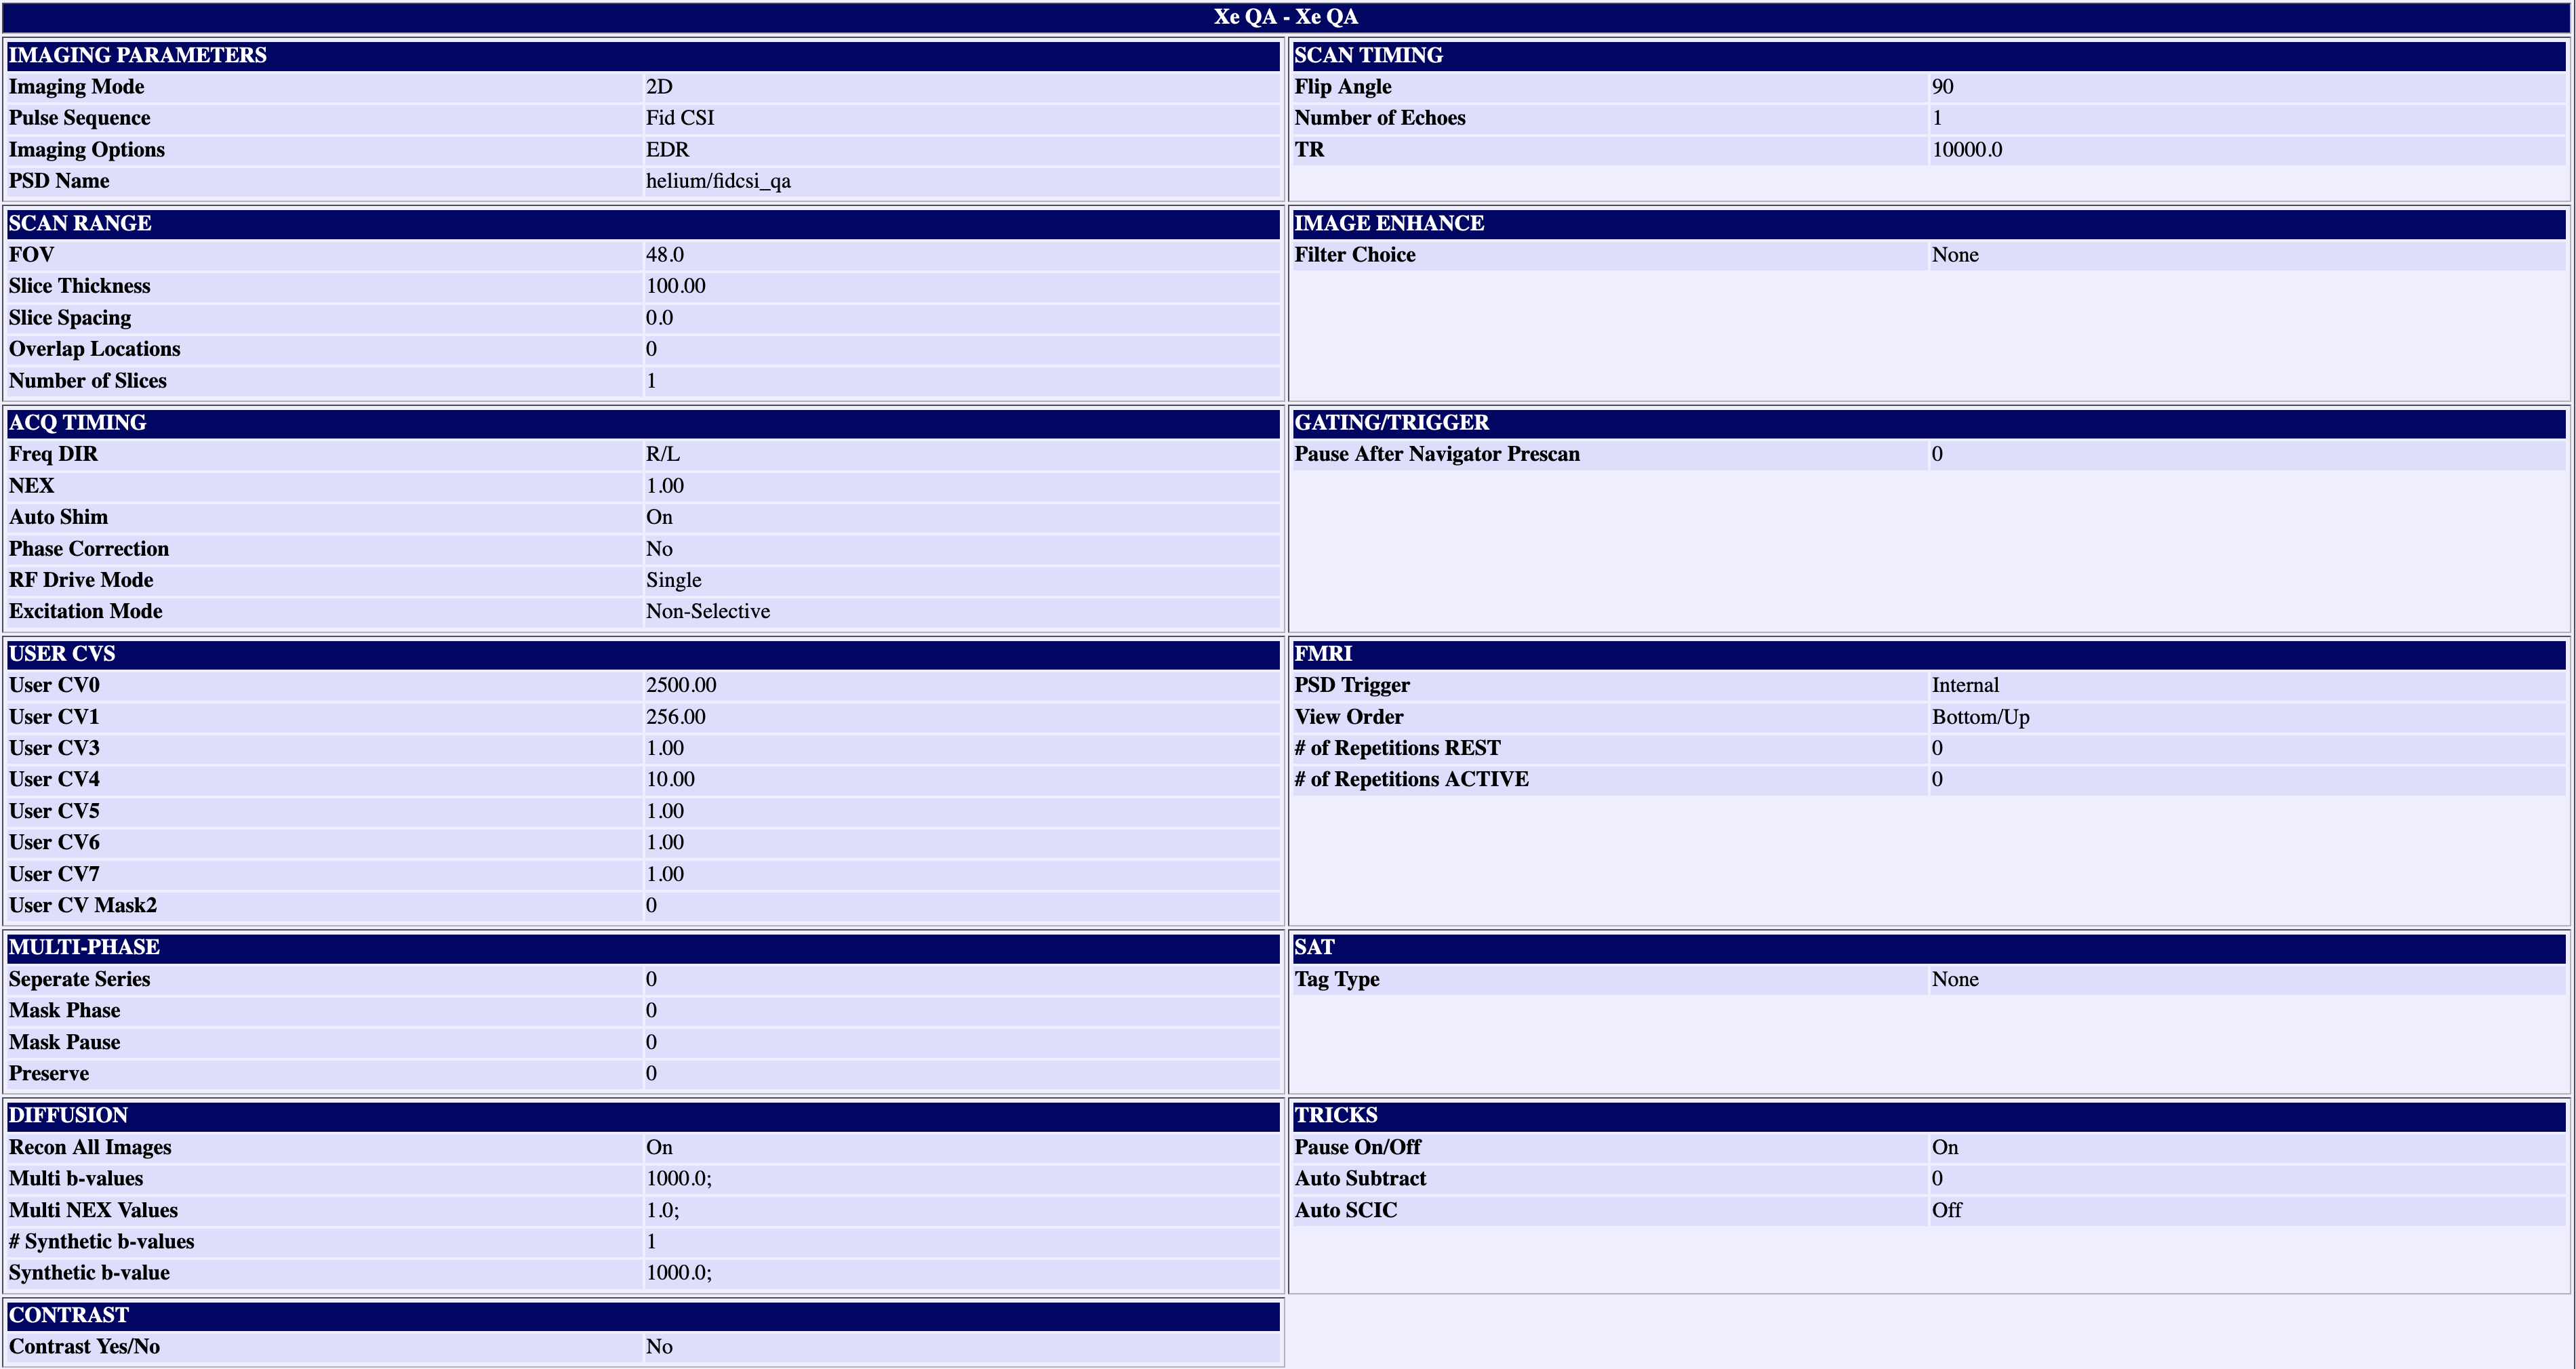 Xe QA - Xe QA
IMAGING PARAMETERS
Imaging Mode 2D
Pulse Sequence Fid CSI
Imaging Options EDR
PSD Name helium/fidcsi_qa
SCAN TIMING
Flip Angle 90
Number of Echoes 1
TR 10000.0
SCAN RANGE
FOV 48.0
Slice Thickness 100.00
Slice Spacing 0.0
Overlap Locations 0
Number of Slices 1
IMAGE ENHANCE
Filter Choice None
ACQ TIMING
Freq DIR R/L
NEX 1.00
Auto Shim On
Phase Correction No
RF Drive Mode Single
Excitation Mode Non-Selective
GATING/TRIGGER
Pause After Navigator Prescan 0
USER CVS
User CV0 2500.00
User CV1 256.00
User CV3 1.00
User CV4 10.00
User CV5 1.00
User CV6 1.00
User CV7 1.00
User CV Mask2 0
FMRI
PSD Trigger Internal
View Order Bottom/Up
# of Repetitions REST 0
# of Repetitions ACTIVE 0
MULTI-PHASE
Seperate Series 0
Mask Phase 0
Mask Pause 0
Preserve 0
SAT
Tag Type None
DIFFUSION
Recon All Images On
Multi b-values 1000.0;
Multi NEX Values 1.0;
# Synthetic b-values 1
Synthetic b-value 1000.0;
TRICKS
Pause On/Off On
Auto Subtract 0
Auto SCIC Off
CONTRAST
Contrast Yes/No No